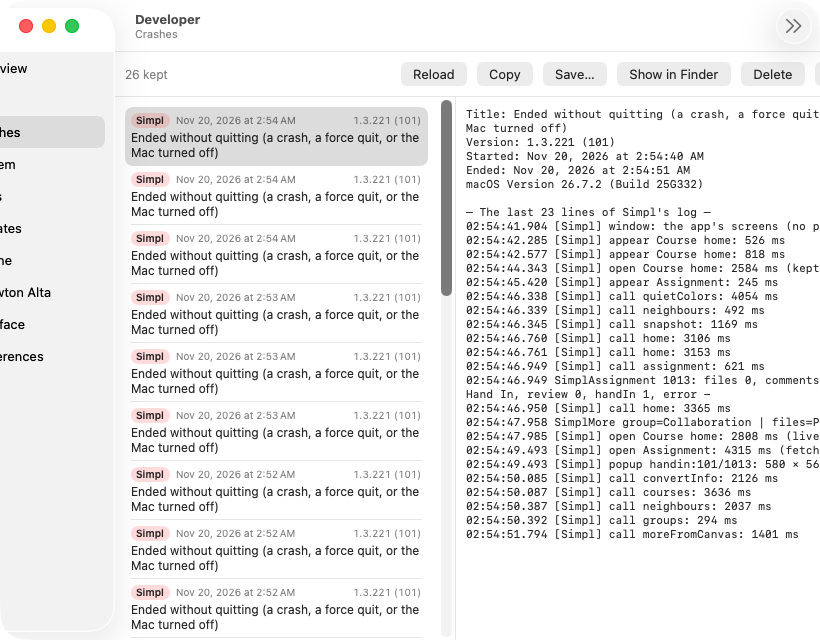 Developer
Crashes
view
hes
em
s
ates
ne
vton Alta
face
erences
26 kept
Reload
Copy
Save...
Show in Finder
Delete
Simpl Nov 20, 2026 at 2:54 AM 1.3.221 (101)
Ended without quitting (a crash, a force quit, or the
Mac turned off)
Simpl Nov 20, 2026 at 2:54 AM 1.3.221 (101)
Ended without quitting (a crash, a force quit, or the
Mac turned off)
Simpl Nov 20, 2026 at 2:54 AM 1.3.221 (101)
Ended without quitting (a crash, a force quit, or the
Mac turned off)
Simpl Nov 20, 2026 at 2:53 AM 1.3.221 (101)
Ended without quitting (a crash, a force quit, or the
Mac turned off)
Simpl Nov 20, 2026 at 2:53 AM 1.3.221 (101)
Ended without quitting (a crash, a force quit, or the
Mac turned off)
Simpl Nov 20, 2026 at 2:53 AM 1.3.221 (101)
Ended without quitting (a crash, a force quit, or the
Mac turned off)
Simpl Nov 20, 2026 at 2:52 AM 1.3.221 (101)
Ended without quitting (a crash, a force quit, or the
Mac turned off)
Simpl Nov 20, 2026 at 2:52 AM 1.3.221 (101)
Ended without quitting (a crash, a force quit, or the
Mac turned off)
Simpl Nov 20, 2026 at 2:52 AM 1.3.221 (101)
Ended without quitting (a crash, a force quit, or the
Mac turned off)
Title: Ended without quitting (a crash, a force quit
Mac turned off)
Version: 1.3.221 (101)
Started: Nov 20, 2026 at 2:54:40 AM
Ended: Nov 20, 2026 at 2:54:51 AM
macOS Version 26.7.2 (Build 25G332)
— The last 23 lines of Simpl's log —
02:54:41.904 [Simpl] window: the app's screens (no p
02:54:42.285 [Simpl] appear Course home: 526 ms
02:54:42.577 [Simpl] appear Course home: 818 ms
02:54:44.343 [Simpl] open Course home: 2584 ms (kept
02:54:45.420 [Simpl] appear Assignment: 245 ms
02:54:46.338 [Simpl] call quietColors: 4054 ms
02:54:46.339 [Simpl] call neighbours: 492 ms
02:54:46.345 [Simpl] call snapshot: 1169 ms
02:54:46.760 [Simpl] call home: 3106 ms
02:54:46.761 [Simpl] call home: 3153 ms
02:54:46.949 [Simpl] call assignment: 621 ms
02:54:46.949 SimplAssignment 1013: files 0, comments
Hand In, review 0, handIn 1, error —
02:54:46.950 [Simpl] call home: 3365 ms
02:54:47.958 SimplMore group=Collaboration | files=P
02:54:47.985 [Simpl] open Course home: 2808 ms (live
02:54:49.493 [Simpl] open Assignment: 4315 ms (fetch
02:54:49.493 [Simpl] popup handin:101/1013: 580 × 56
02:54:50.085 [Simpl] call convertInfo: 2126 ms
02:54:50.087 [Simpl] call courses: 3636 ms
02:54:50.387 [Simpl] call neighbours: 2037 ms
02:54:50.392 [Simpl] call groups: 294 ms
02:54:51.794 [Simpl] call moreFromCanvas: 1401 ms